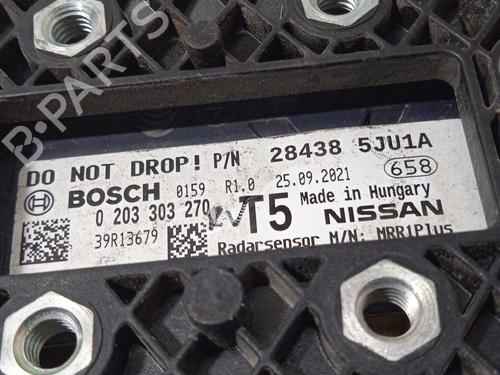 DO NOT DROP! P/N 28438 5JU1A
BOSCH 0159 R1.0 25.09.2021 658
0 203 303 270 T5 Made in Hungary
39R13679 NISSAN
Radarsensor M/N: MRR1Plus
B-PARTS